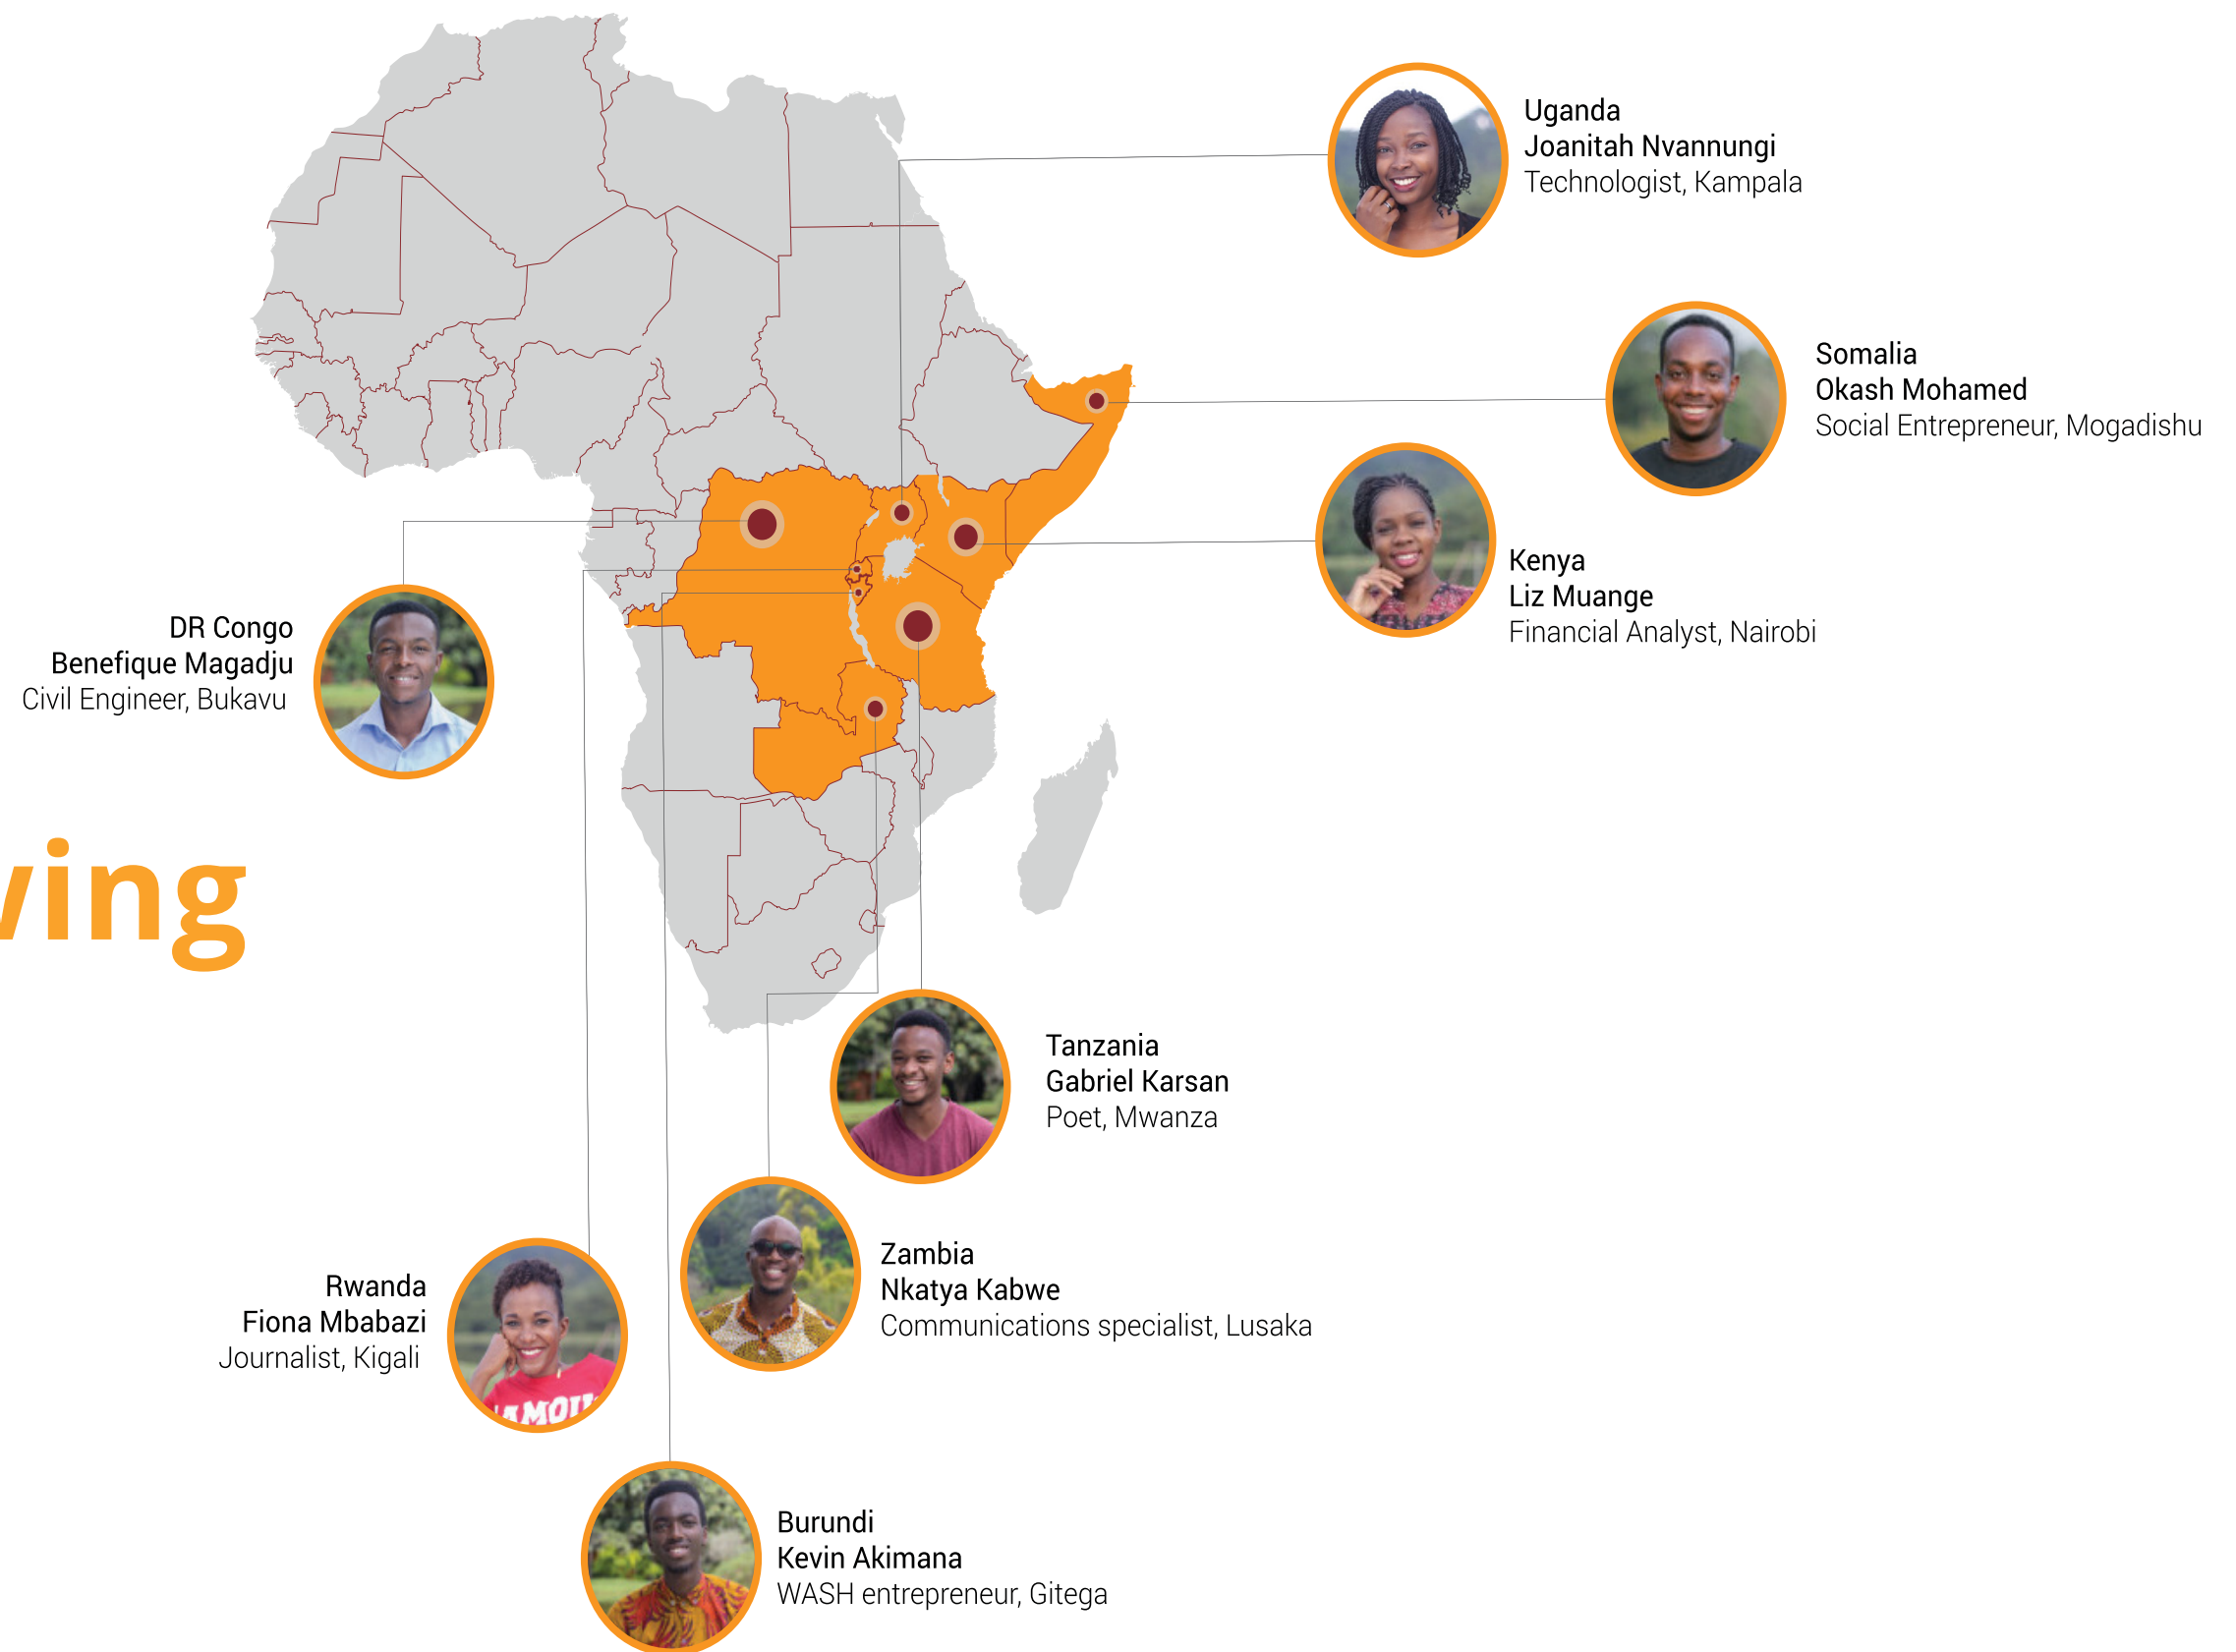 Uganda
Joanitah Nvannungi
Technologist, Kampala
Somalia
Okash Mohamed
Social Entrepreneur, Mogadishu
Kenya
Liz Muange
Financial Analyst, Nairobi
DR Congo
Benefique Magadju
Civil Engineer, Bukavu
ving
Tanzania
Gabriel Karsan
Poet, Mwanza
Zambia
Nkatya Kabwe
Communications specialist, Lusaka
Rwanda
Fiona Mbabazi
Journalist, Kigali
Burundi
Kevin Akimana
WASH entrepreneur, Gitega